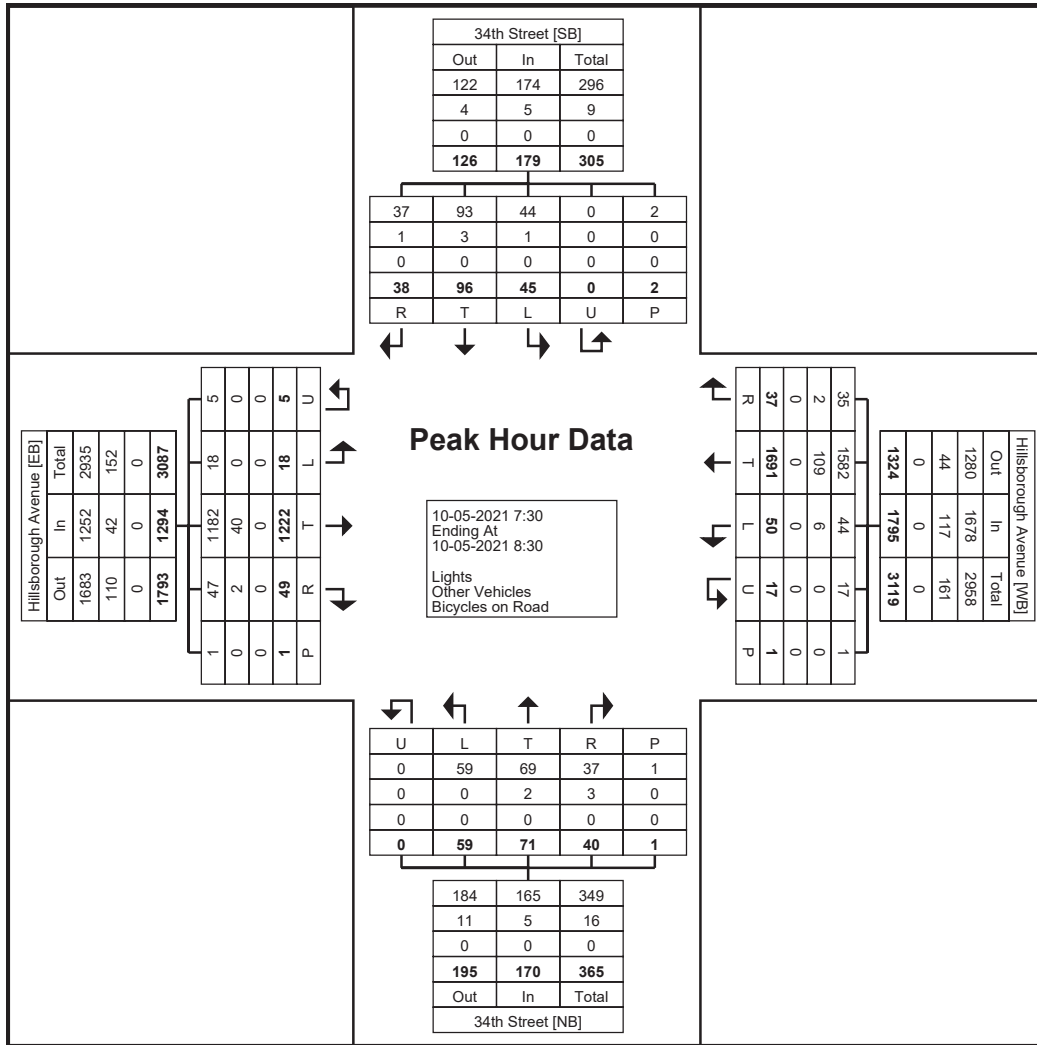 34th Street [SB]
Out In Total
122 174 296
4 5 9
0 0 0
126 179 305
37 93 44 0 2
1 3 1 0 0
0 0 0 0 0
38 96 45 0 2
R T L U P
Hillsborough Avenue [EB]
Total In Out
2935 1252 1683
152 42 110
0 0 0
3087 1294 1793
5 18 1182 47 1
0 0 40 2 0
0 0 0 0 0
5 18 1222 49 1
U L T R P
Peak Hour Data
10-05-2021 7:30
Ending At
10-05-2021 8:30
Lights
Other Vehicles
Bicycles on Road
Hillsborough Avenue [WB]
Out In Total
1280 1678 2958
44 117 161
0 0 0
1324 1795 3119
35 1582 44 17 1
2 109 6 0 0
0 0 0 0 0
37 1691 50 17 1
R T L U P
U L T R P
0 59 69 37 1
0 0 2 3 0
0 0 0 0 0
0 59 71 40 1
184 165 349
11 5 16
0 0 0
195 170 365
Out In Total
34th Street [NB]